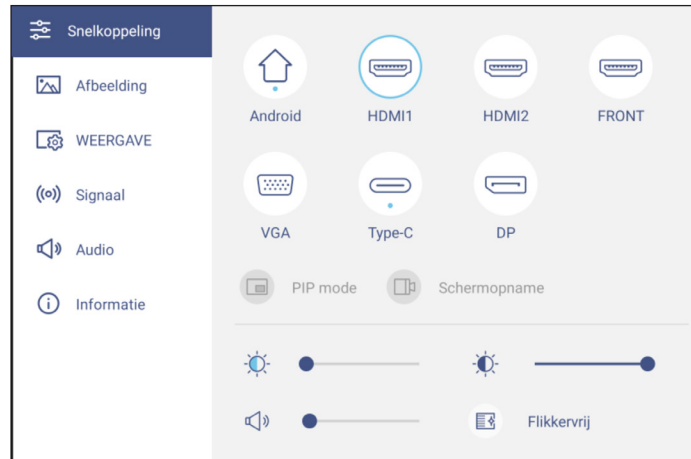 Snelkoppeling
Afbeelding
WEERGAVE
Signaal
Audio
Informatie
Android HDMI1 HDMI2 FRONT
VGA Type-C DP
PIP mode Schermopname
Flikkervrij